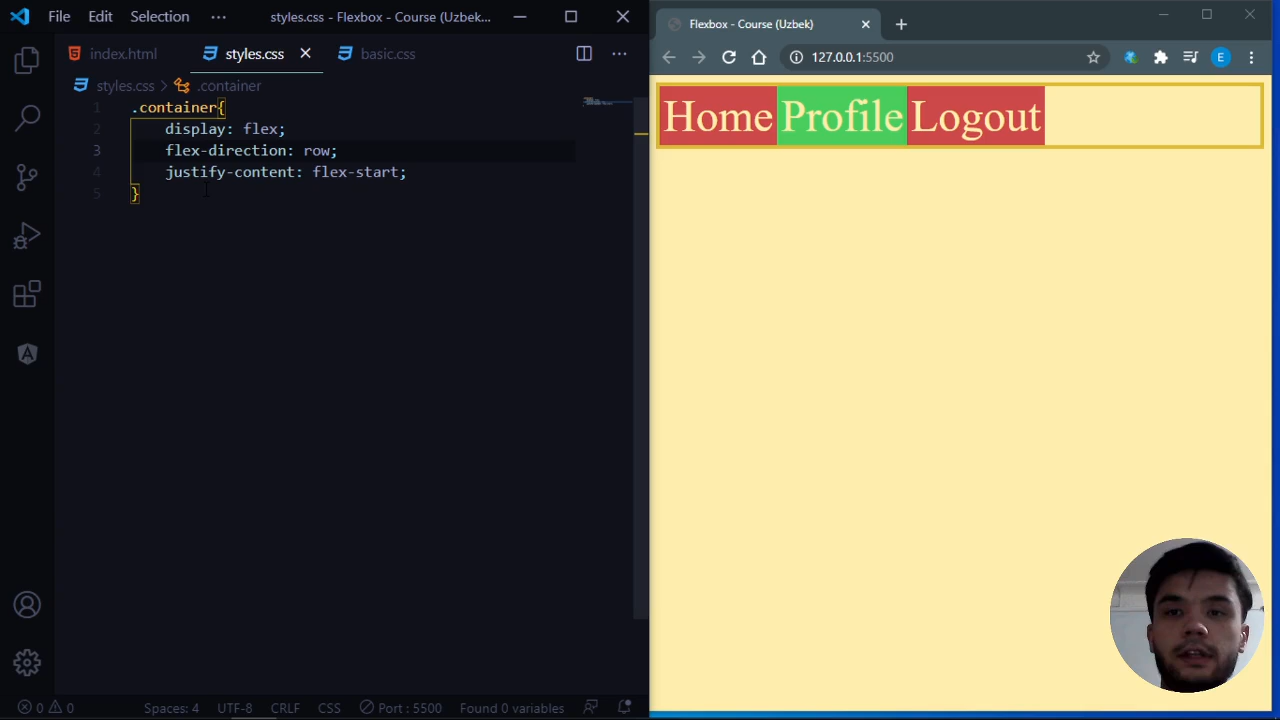 File Edit Selection ··· styles.css - Flexbox - Course (Uzbek...
index.html styles.css basic.css ···
styles.css > .container
1 .container{
2 display: flex;
3 flex-direction: row;
4 justify-content: flex-start;
5 }
0 0 Spaces: 4 UTF-8 CRLF CSS Port : 5500 Found 0 variables
Flexbox - Course (Uzbek)
127.0.0.1:5500 E
Home Profile Logout